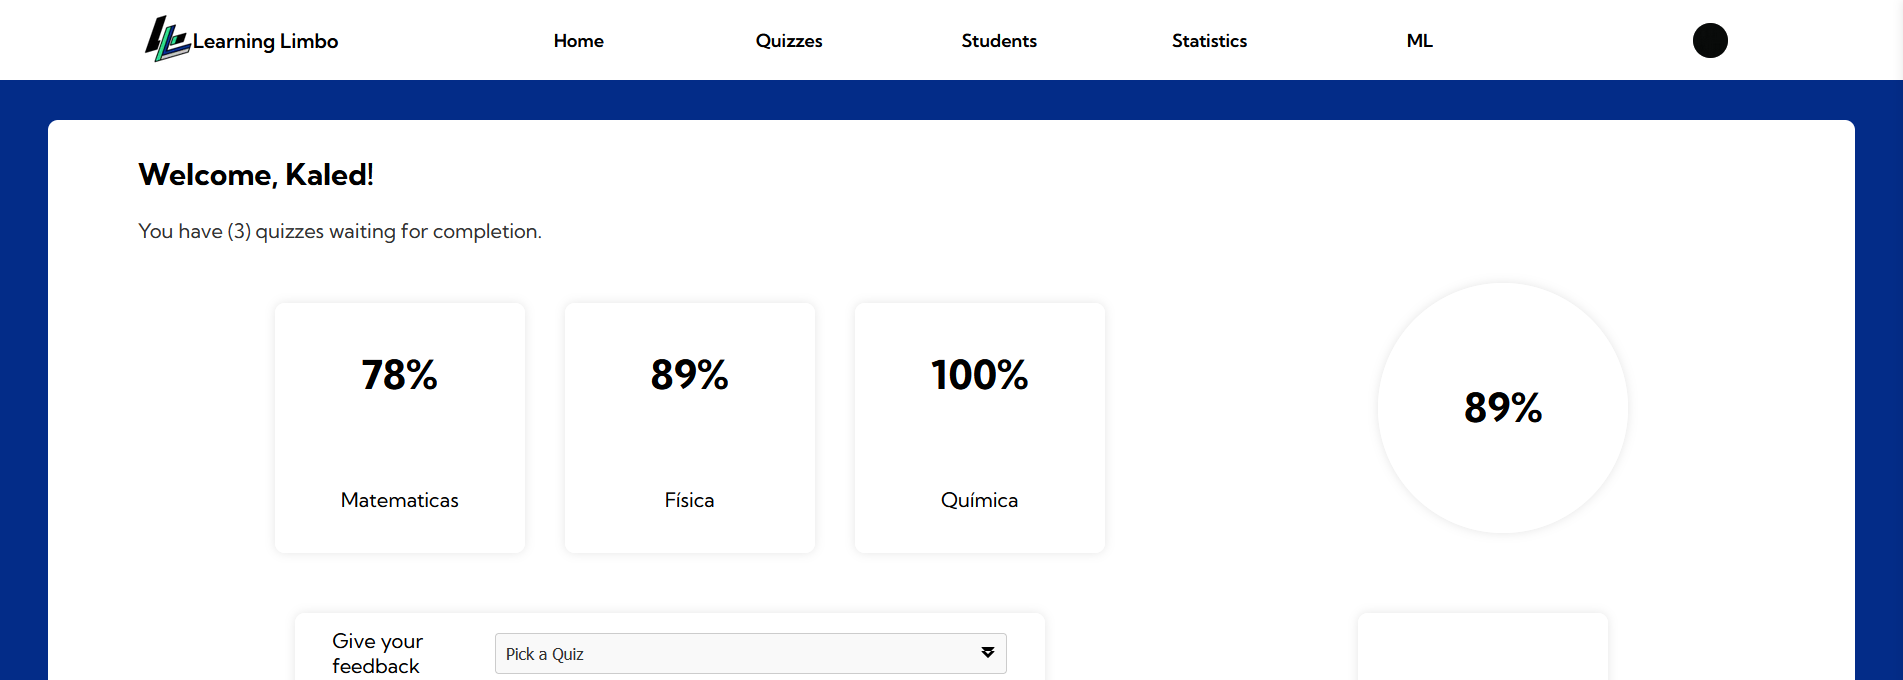 Learning Limbo
Home
Quizzes
Students
Statistics
ML
Welcome, Kaled!
You have (3) quizzes waiting for completion.
78%
Matematicas
89%
Física
100%
Química
89%
Give your
feedback
Pick a Quiz